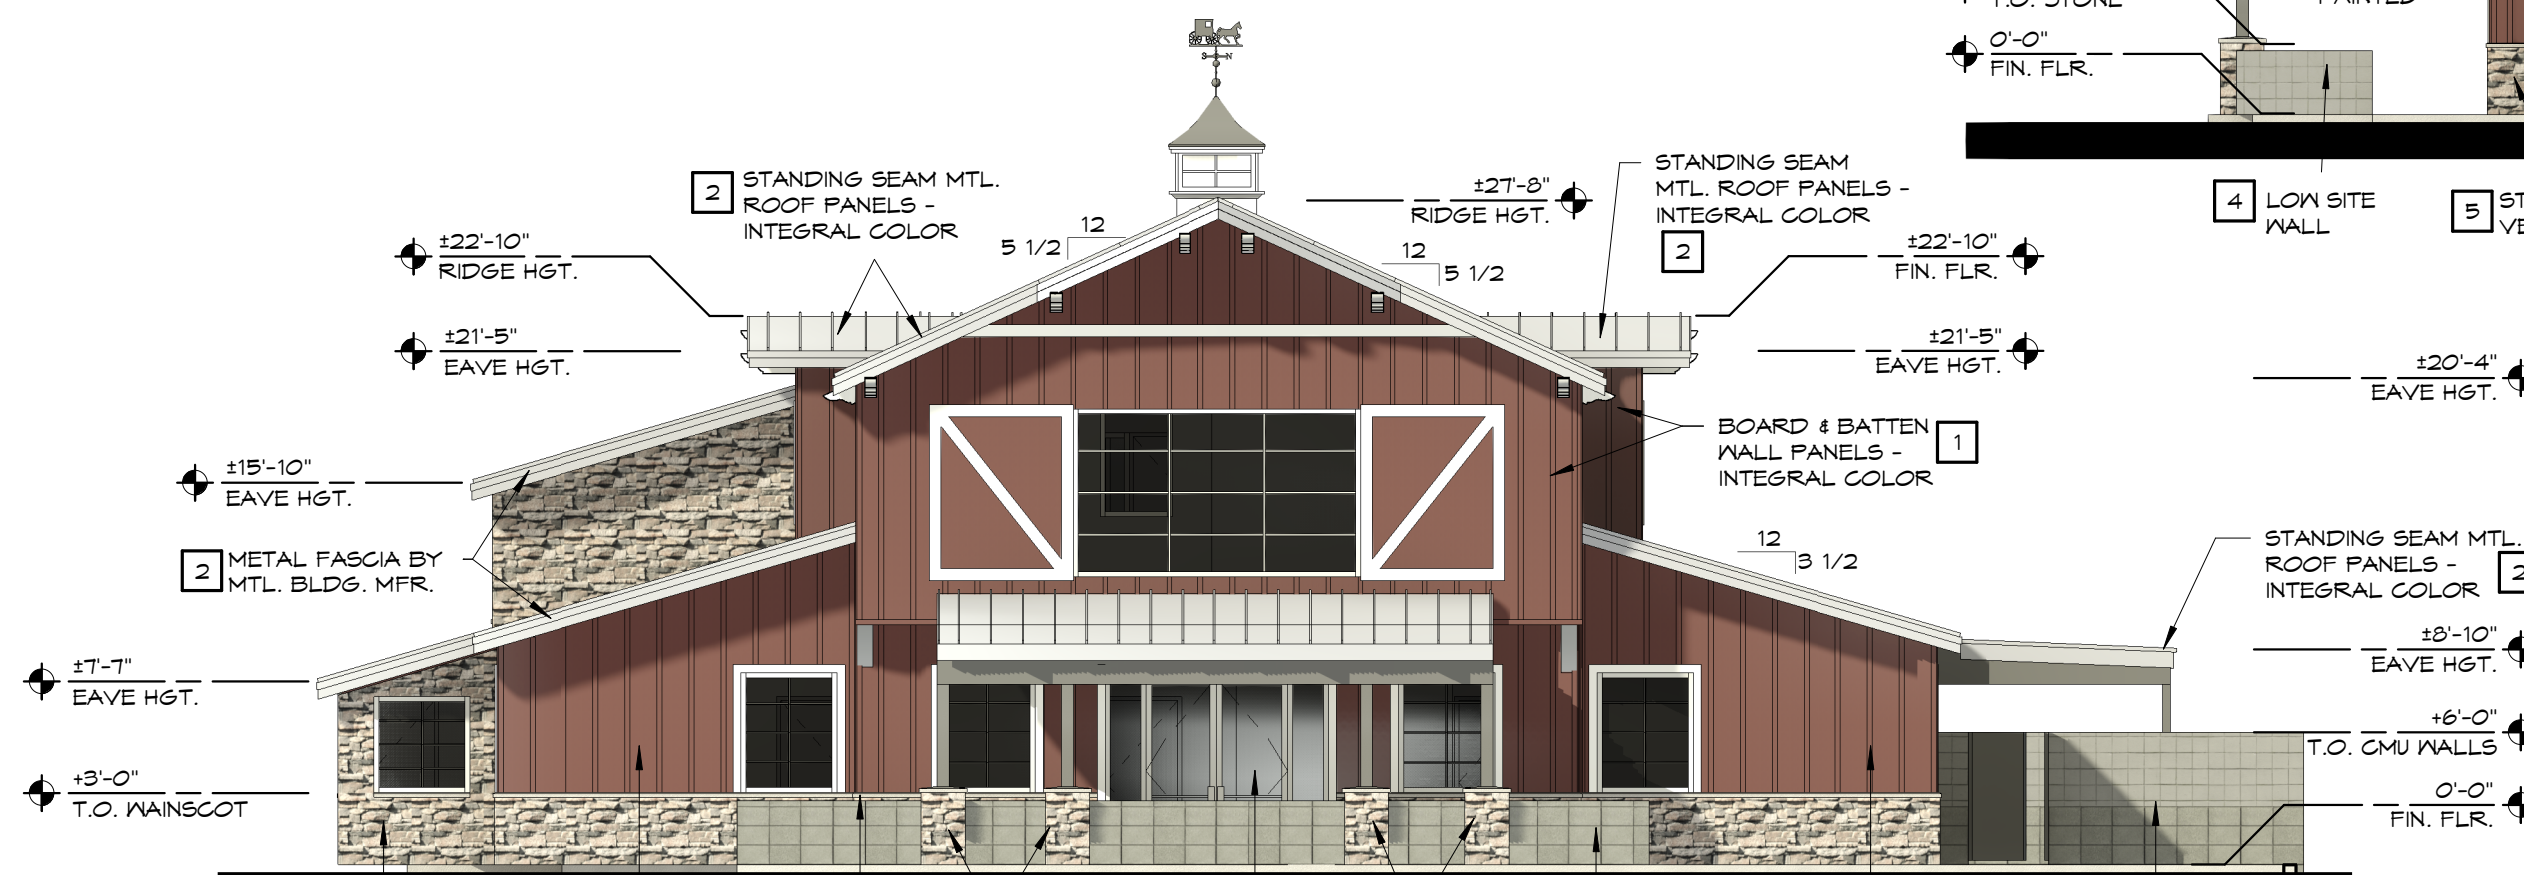 T.O. STONE
PAINTED
0'-0"
FIN. FLR.
4
LOW SITE
WALL
5
S
N
2
STANDING SEAM MTL.
ROOF PANELS -
INTEGRAL COLOR
±27'-8"
RIDGE HGT.
STANDING SEAM
MTL. ROOF PANELS -
INTEGRAL COLOR
2
12
5 1/2
12
5 1/2
±22'-10"
RIDGE HGT.
±22'-10"
FIN. FLR.
±21'-5"
EAVE HGT.
±21'-5"
EAVE HGT.
±20'-4"
EAVE HGT.
BOARD & BATTEN
WALL PANELS -
INTEGRAL COLOR
1
±15'-10"
EAVE HGT.
2
METAL FASCIA BY
MTL. BLDG. MFR.
12
3 1/2
STANDING SEAM MTL.
ROOF PANELS -
INTEGRAL COLOR
2
±7'-7"
EAVE HGT.
±8'-10"
EAVE HGT.
+3'-0"
T.O. WAINSCOT
+6'-0"
T.O. CMU WALLS
0'-0"
FIN. FLR.